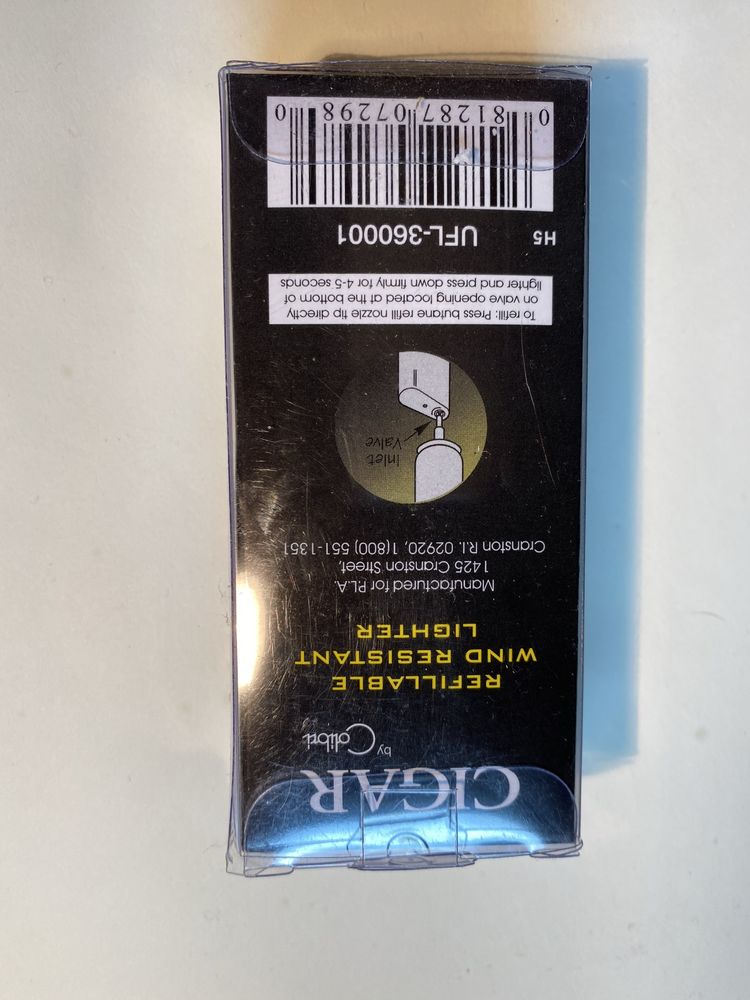 CIGAR
by Colibri
REFILLABLE
WIND RESISTANT
LIGHTER
Manufactured for P.L.A.
1425 Cranston Street,
Cranston R.I. 02920, 1(800) 551-1351
Inlet
Valve
To refill: Press butane refill nozzle tip directly
on valve opening located at the bottom of
lighter and press down firmly for 4-5 seconds
H5 UFL-360001
0 81287 07298 0